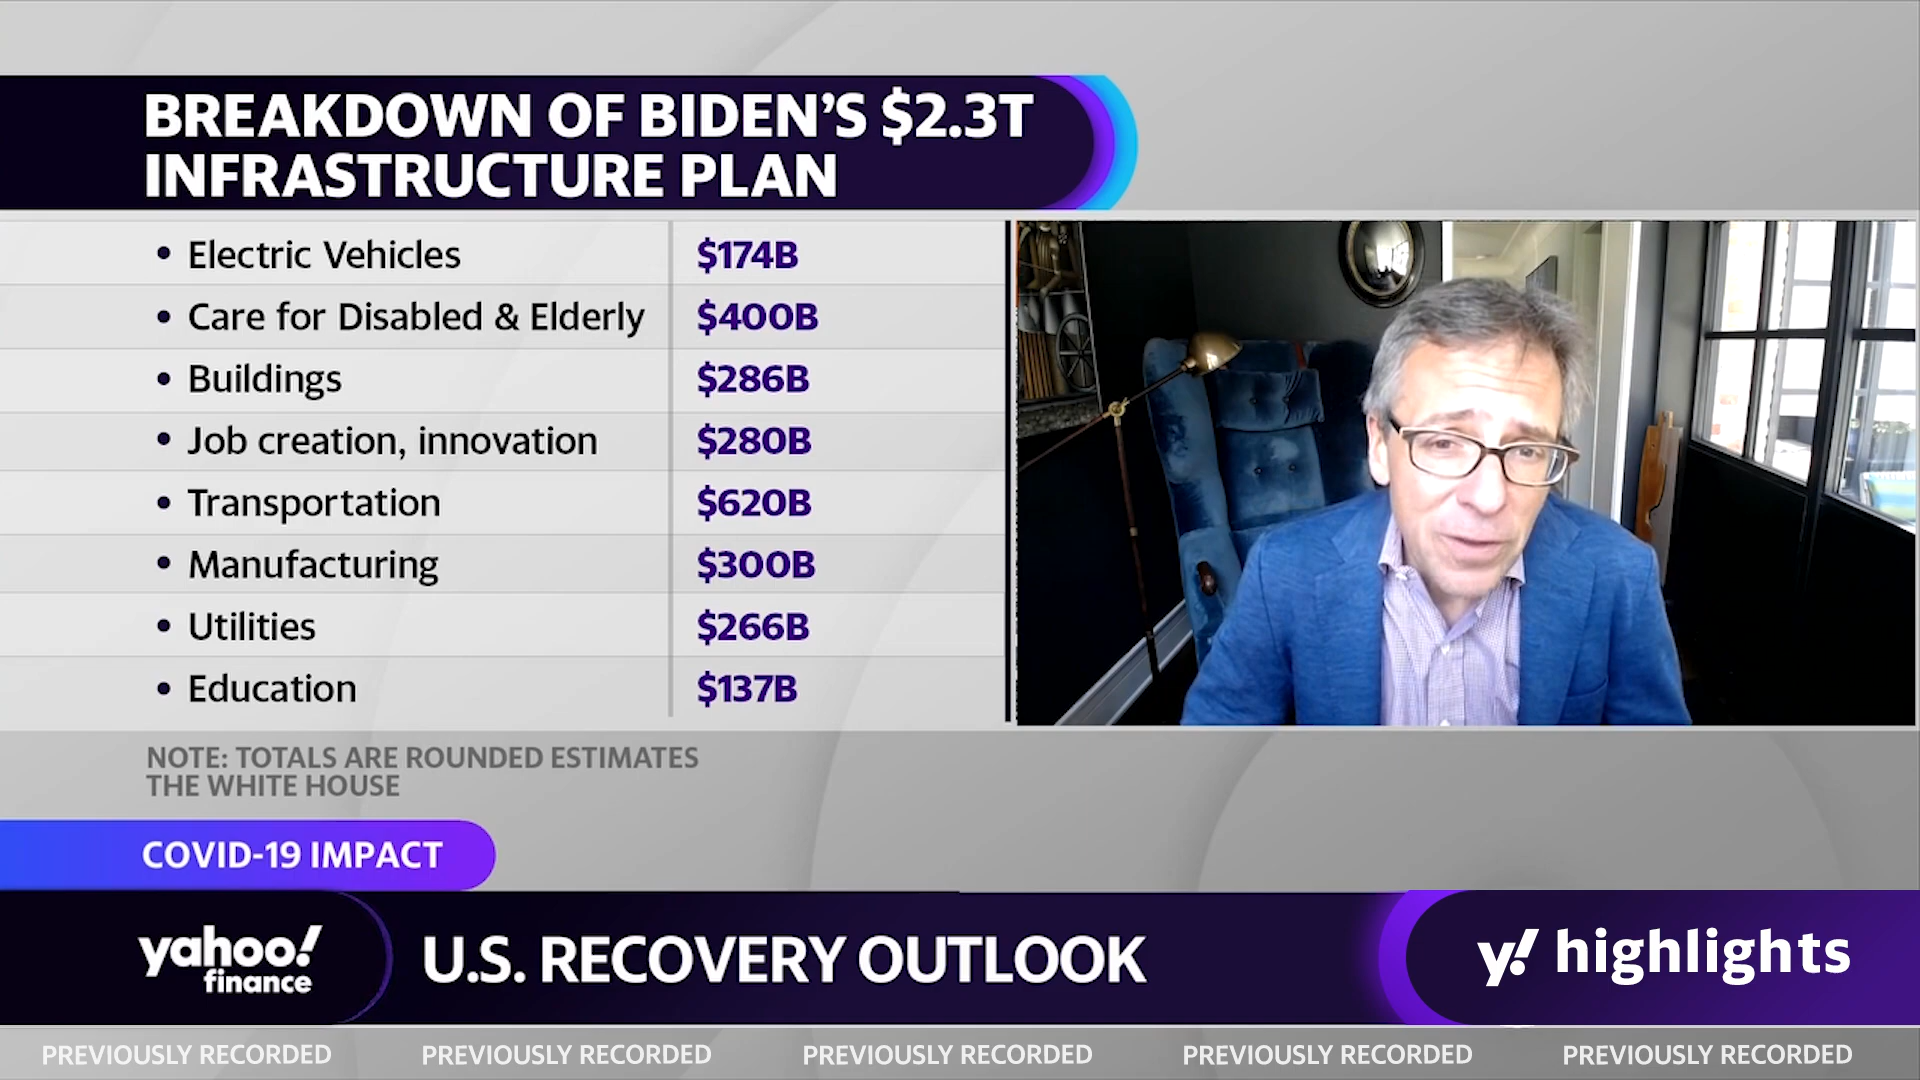 BREAKDOWN OF BIDEN'S $2.3T
INFRASTRUCTURE PLAN
• Electric Vehicles $174B
• Care for Disabled & Elderly $400B
• Buildings $286B
• Job creation, innovation $280B
• Transportation $620B
• Manufacturing $300B
• Utilities $266B
• Education $137B
NOTE: TOTALS ARE ROUNDED ESTIMATES
THE WHITE HOUSE
COVID-19 IMPACT
yahoo!
finance
U.S. RECOVERY OUTLOOK
y! highlights
PREVIOUSLY RECORDED PREVIOUSLY RECORDED PREVIOUSLY RECORDED PREVIOUSLY RECORDED PREVIOUSLY RECORDED